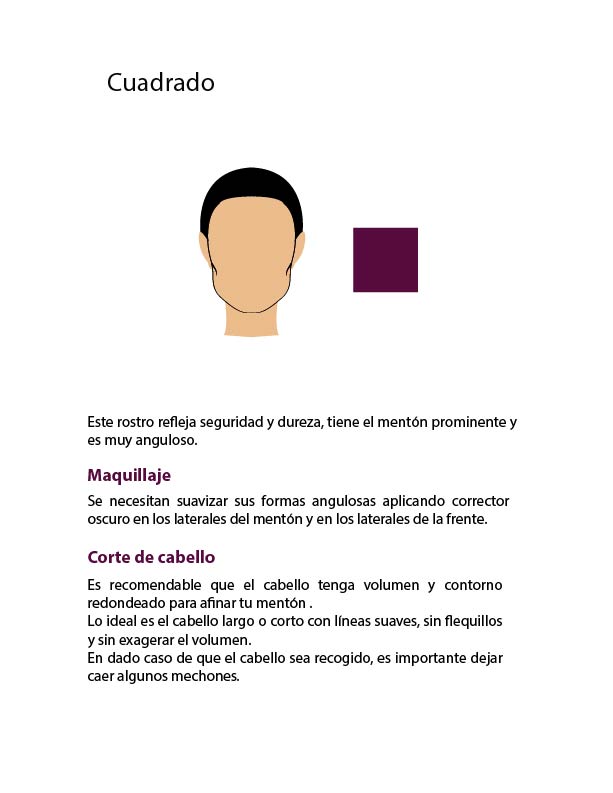 Cuadrado
Este rostro refleja seguridad y dureza, tiene el mentón prominente y
es muy anguloso.
Maquillaje
Se necesitan suavizar sus formas angulosas aplicando corrector
oscuro en los laterales del mentón y en los laterales de la frente.
Corte de cabello
Es recomendable que el cabello tenga volumen y contorno
redondeado para afinar tu mentón .
Lo ideal es el cabello largo o corto con líneas suaves, sin flequillos
y sin exagerar el volumen.
En dado caso de que el cabello sea recogido, es importante dejar
caer algunos mechones.